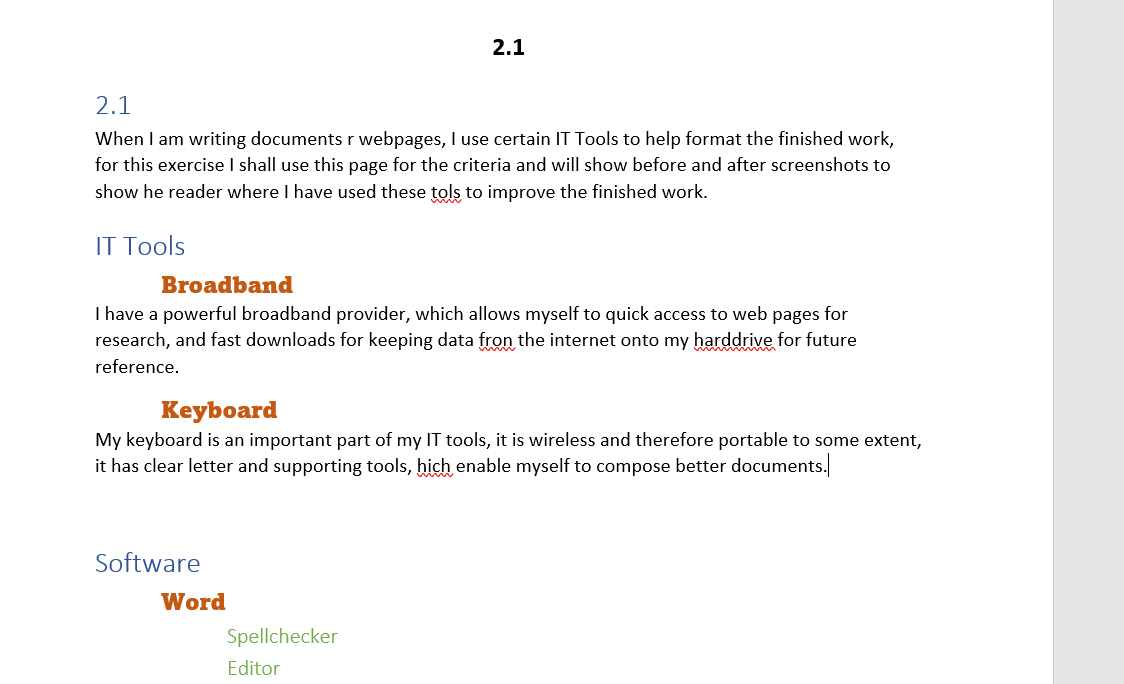 2.1
2.1
When I am writing documents r webpages, I use certain IT Tools to help format the finished work,
for this exercise I shall use this page for the criteria and will show before and after screenshots to
show he reader where I have used these tols to improve the finished work.
IT Tools
Broadband
I have a powerful broadband provider, which allows myself to quick access to web pages for
research, and fast downloads for keeping data fron the internet onto my harddrive for future
reference.
Keyboard
My keyboard is an important part of my IT tools, it is wireless and therefore portable to some extent,
it has clear letter and supporting tools, hich enable myself to compose better documents.
Software
Word
Spellchecker
Editor